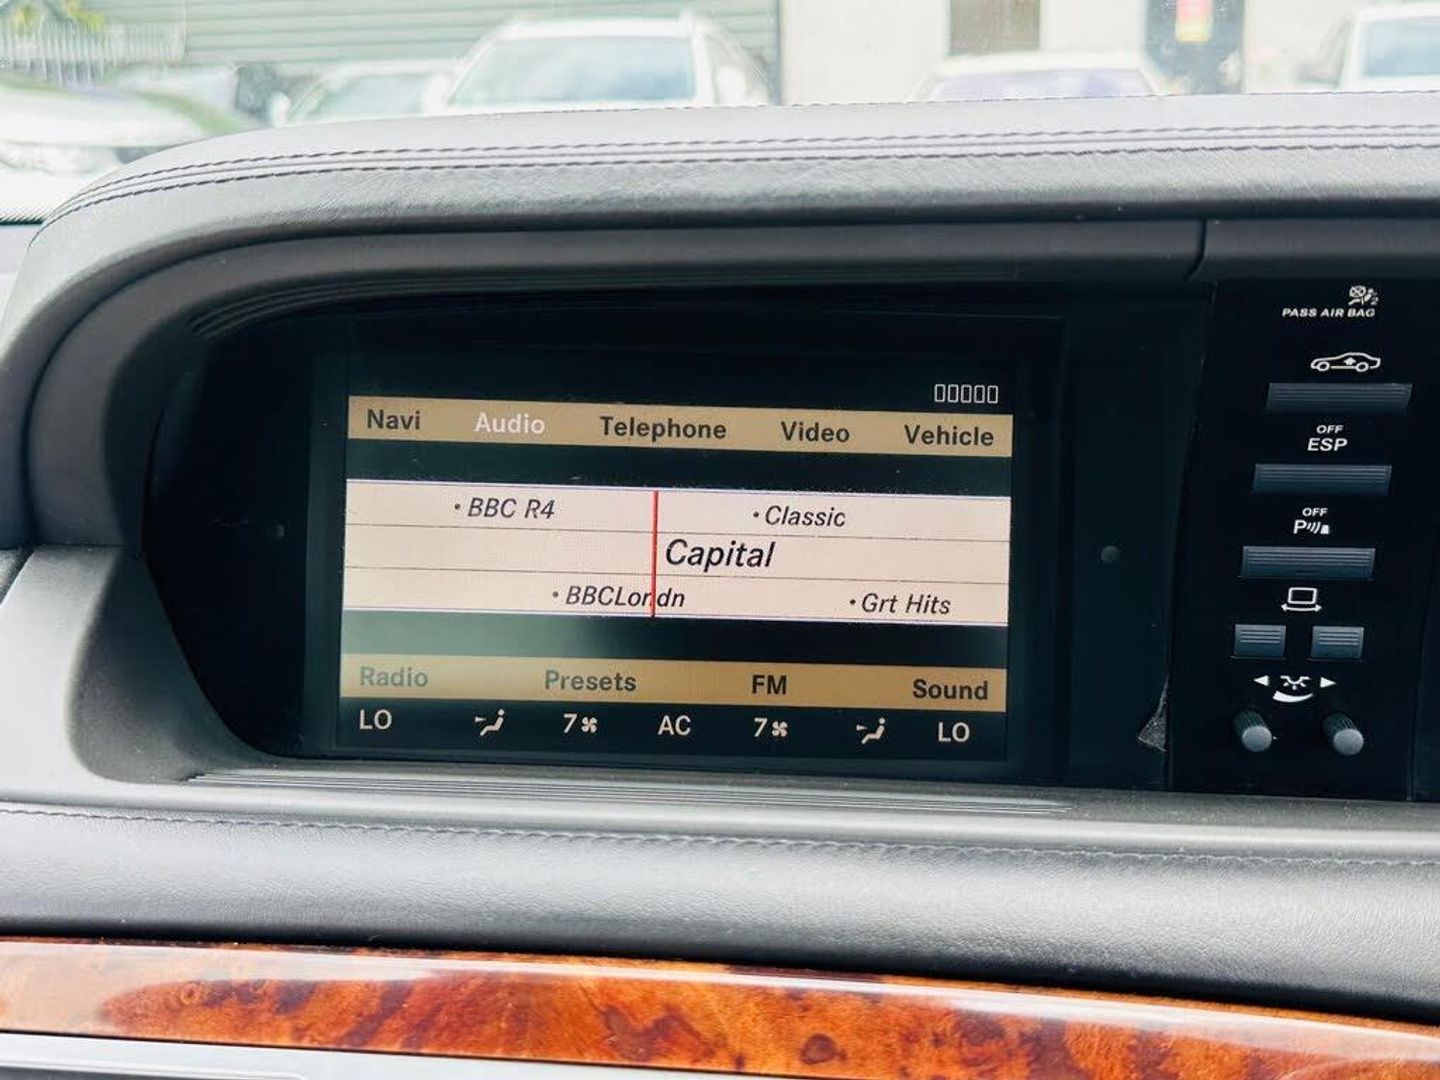 PASS AIR BAG
Navi Audio Telephone Video Vehicle
OFF
ESP
• BBC R4 • Classic
Capital
• BBCLondn • Grt Hits
OFF
P
Radio Presets FM Sound
LO 7 AC 7 LO